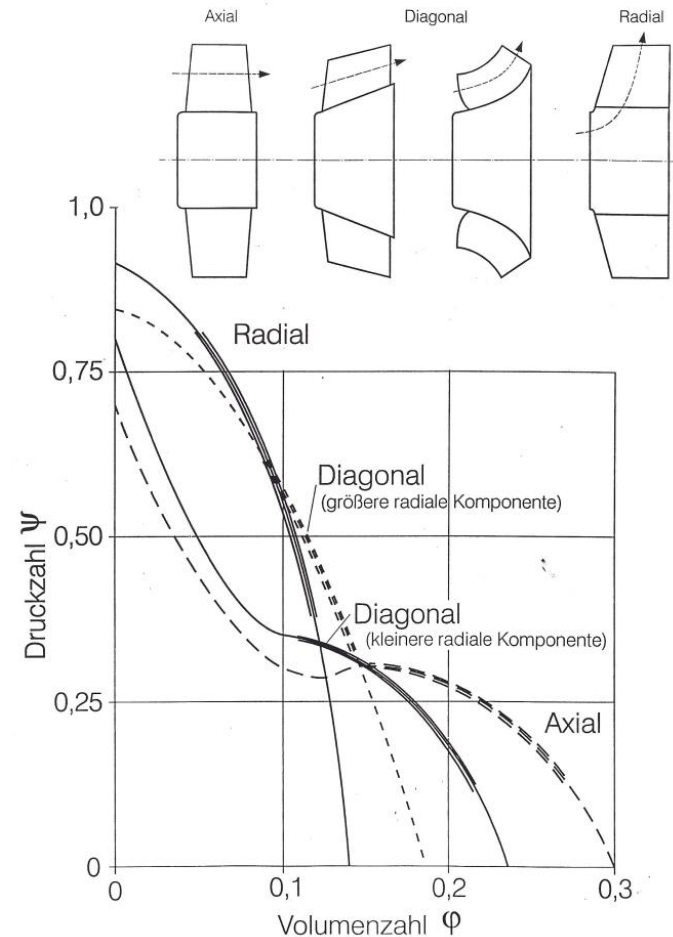 Axial
Diagonal
Radial
1,0
Radial
0,75
Diagonal
(größere radiale Komponente)
0,50
Druckzahl Ψ
Diagonal
(kleinere radiale Komponente)
0,25
Axial
0
0
0,1
0,2
0,3
Volumenzahl φ